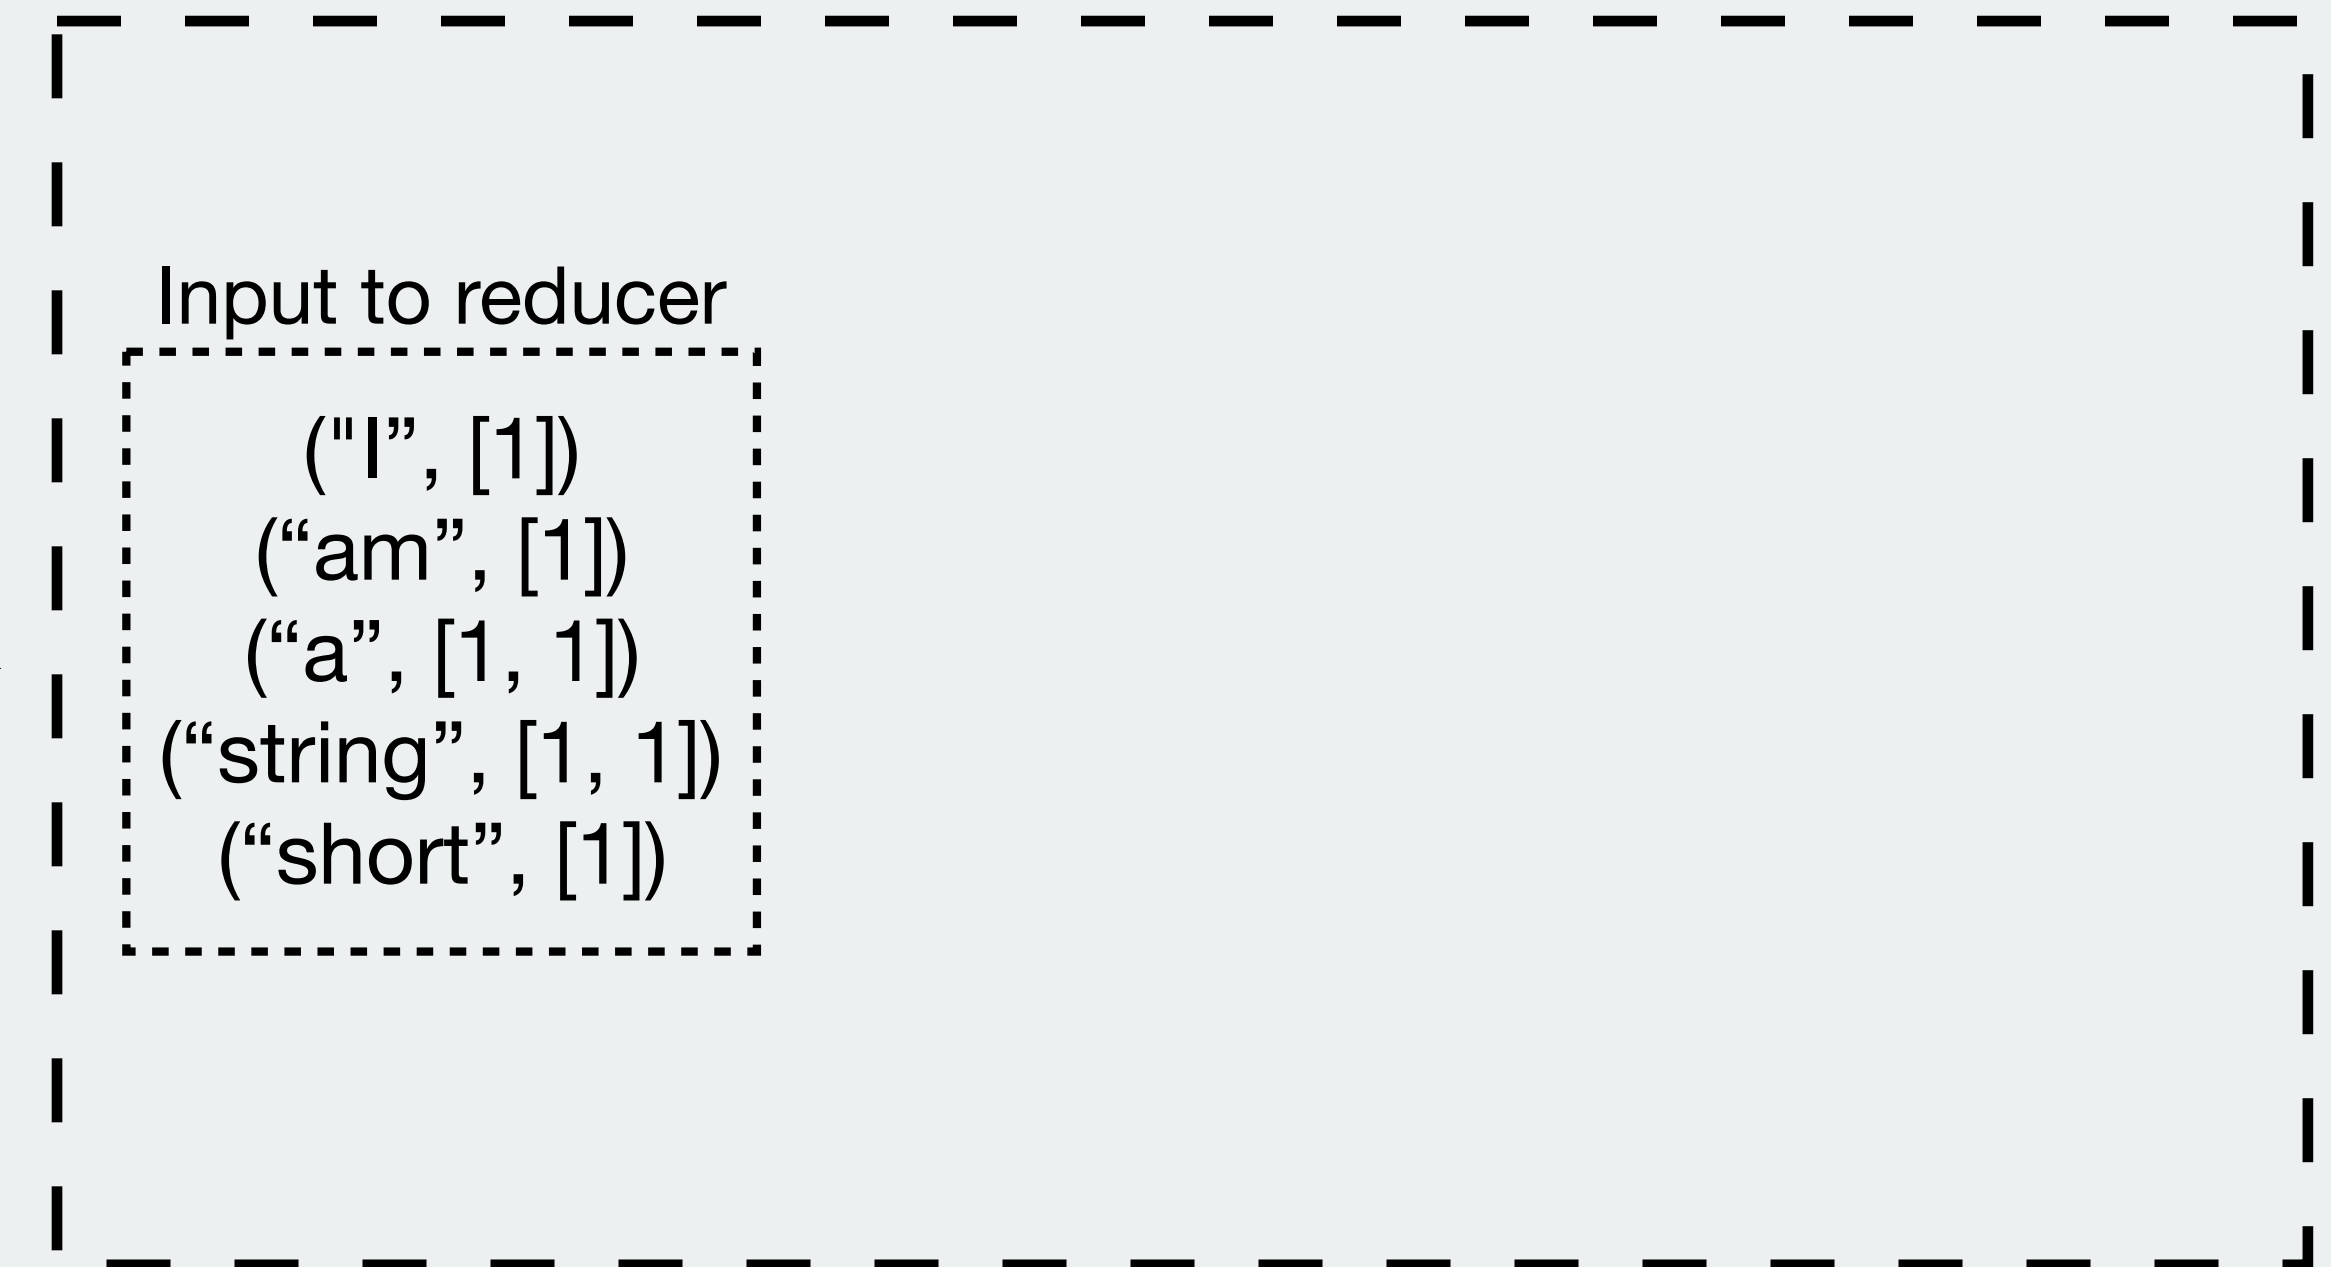 Input to reducer
("I”, [1])
(“am”, [1])
(“a”, [1, 1])
(“string”, [1, 1])
(“short”, [1])